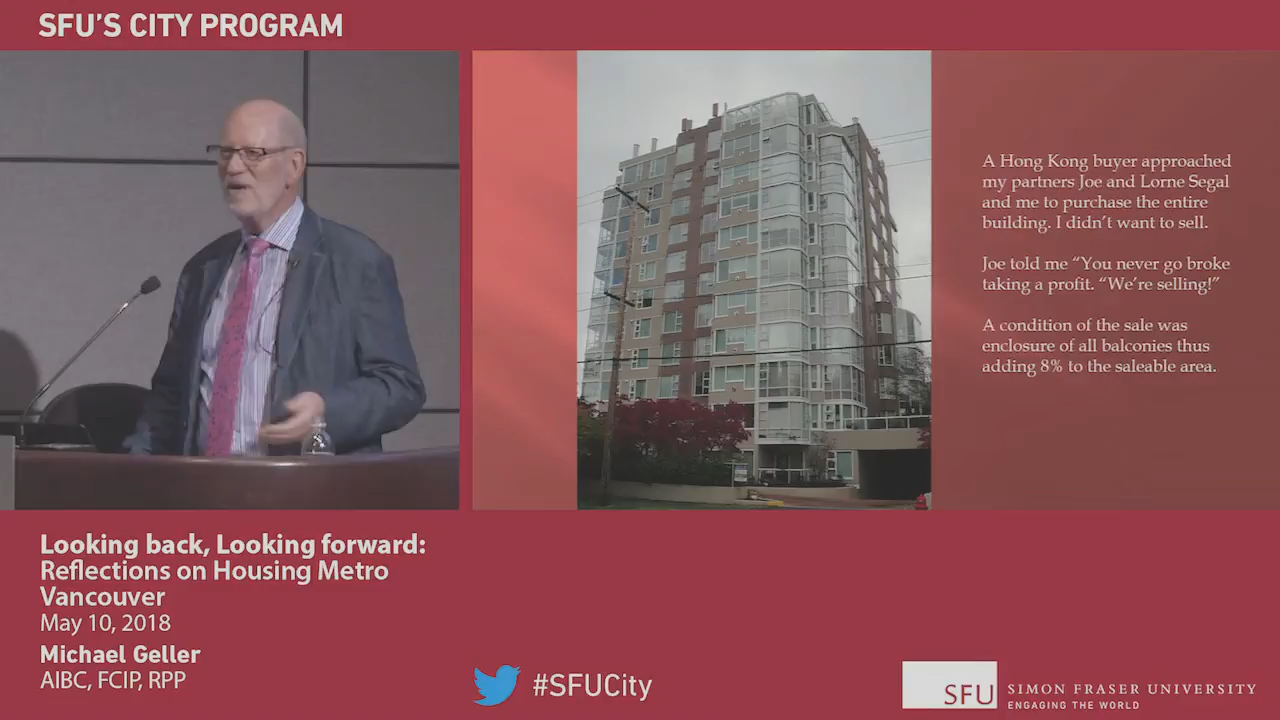 SFU'S CITY PROGRAM
A Hong Kong buyer approached
my partners Joe and Lorne Segal
and me to purchase the entire
building. I didn't want to sell.
Joe told me “You never go broke
taking a profit. “We're selling!”
A condition of the sale was
enclosure of all balconies thus
adding 8% to the saleable area.
Looking back, Looking forward:
Reflections on Housing Metro
Vancouver
May 10, 2018
Michael Geller
AIBC, FCIP, RPP
#SFUCity
SFU
SIMON FRASER UNIVERSITY
ENGAGING THE WORLD